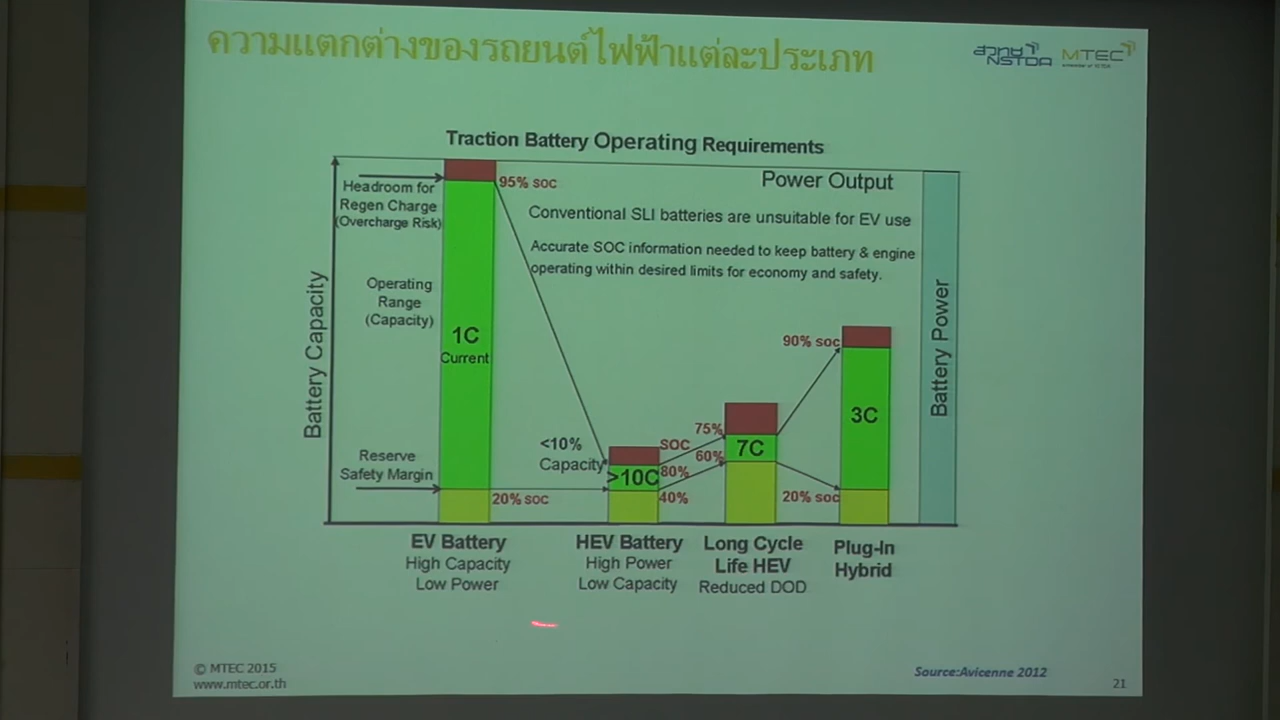 ความแตกต่างของรถยนต์ไฟฟ้าแต่ละประเภท
สวทช
NSTDA
MTEC
Traction Battery Operating Requirements
Power Output
Headroom for
Regen Charge
(Overcharge Risk)
95% soc
Conventional SLI batteries are unsuitable for EV use
Accurate SOC information needed to keep battery & engine
operating within desired limits for economy and safety.
Operating
Range
(Capacity)
Battery Capacity
1C
Current
Battery Power
90% soc
3C
<10%
Capacity
SOC
75%
7C
60%
>10C
80%
40%
Reserve
Safety Margin
20% soc
20% soc
EV Battery
High Capacity
Low Power
HEV Battery
High Power
Low Capacity
Long Cycle
Life HEV
Reduced DOD
Plug-In
Hybrid
© MTEC 2015
www.mtec.or.th
Source:Avicenne 2012
21